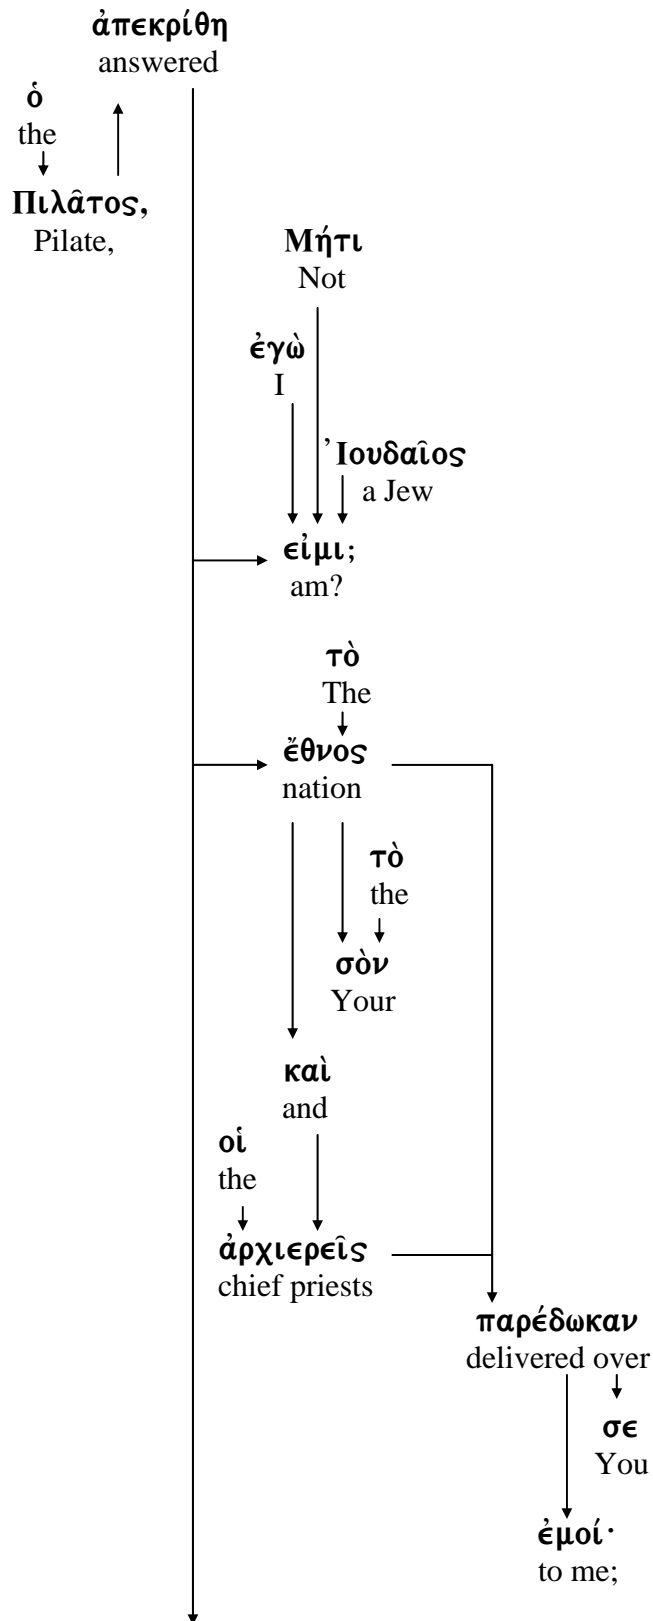 ἀπεκρίθη
answered
ὁ
the
Πιλᾶτος,
Pilate,
Μήτι
Not
ἐγὼ
I
Ἰουδαῖος
a Jew
εἰμι;
am?
τὸ
The
ἔθνος
nation
τὸ
the
σὸν
Your
καὶ
and
οἱ
the
ἀρχιερεῖς
chief priests
παρέδωκαν
delivered over
σε
You
ἐμοί·
to me;